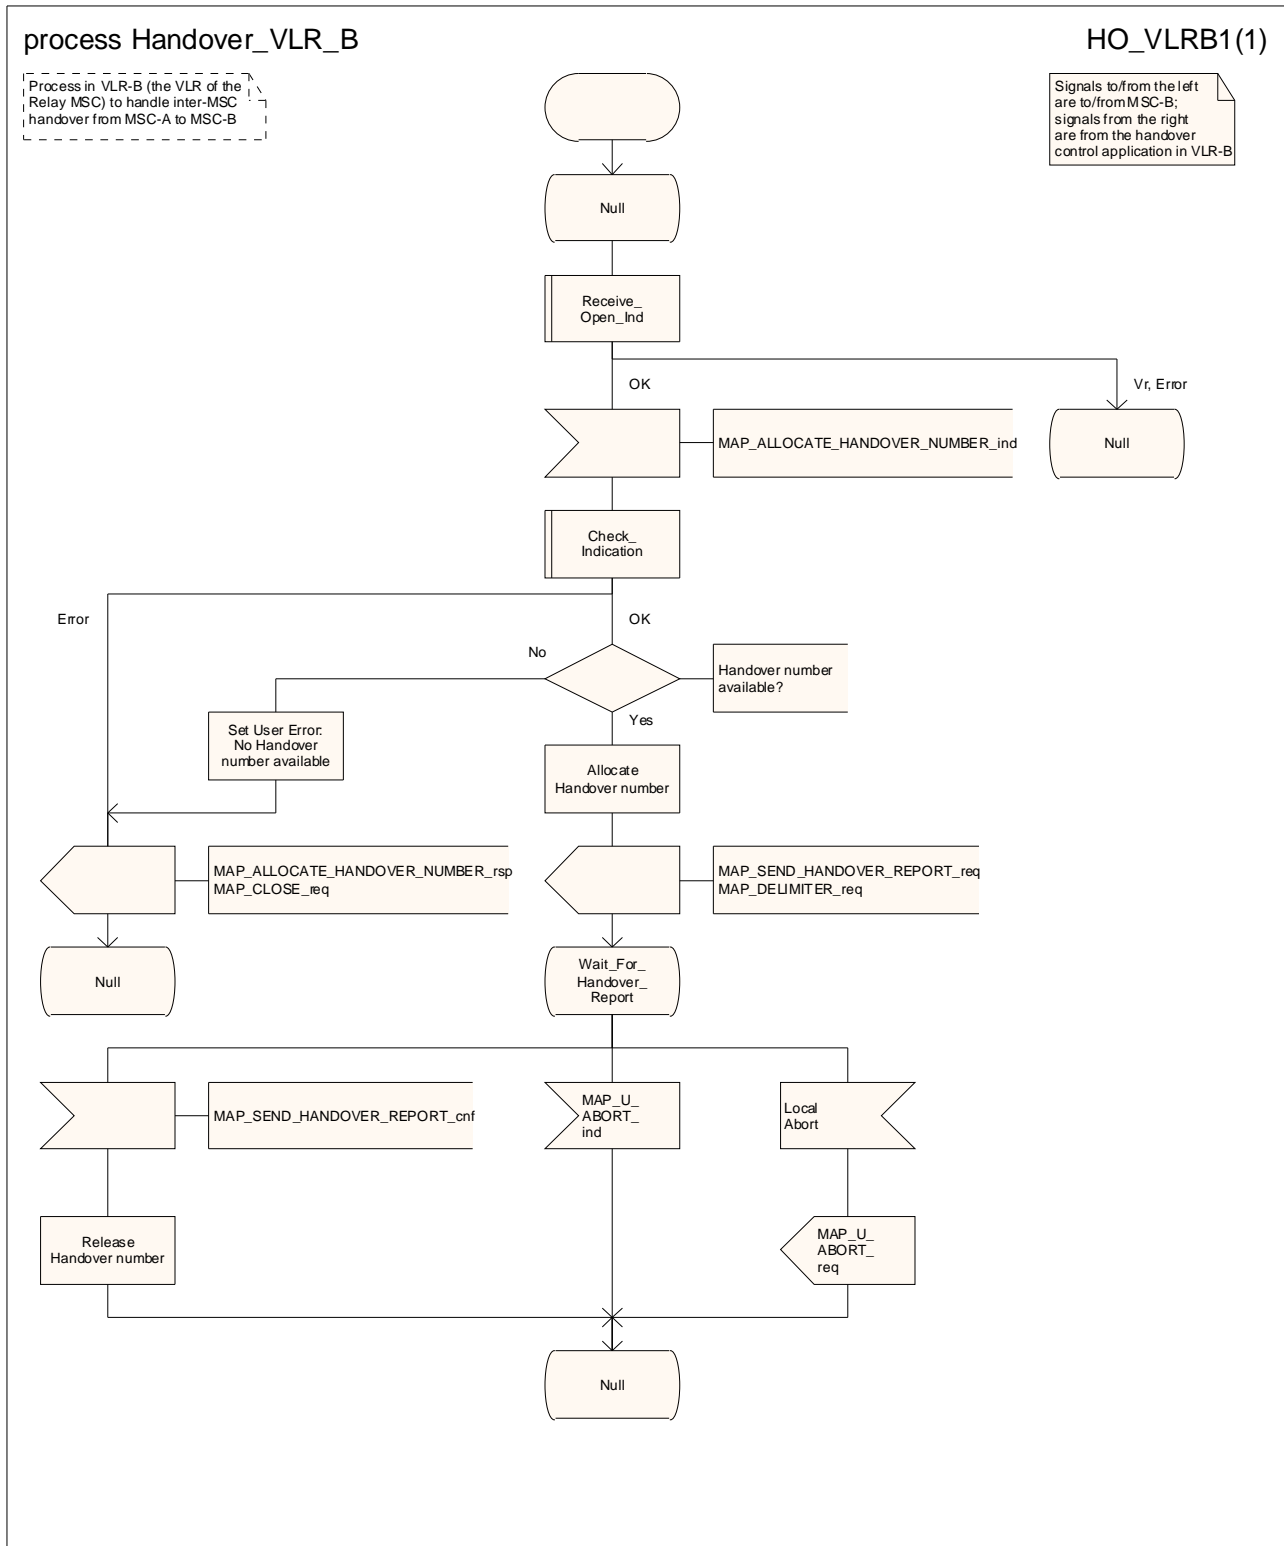 process Handover_VLR_B
HO_VLRB1(1)
Process in VLR-B (the VLR of the
Relay MSC) to handle inter-MSC
handover from MSC-A to MSC-B
Signals to/from the left
are to/from MSC-B;
signals from the right
are from the handover
control application in VLR-B
Null
Receive_
Open_Ind
OK
Vr, Error
MAP_ALLOCATE_HANDOVER_NUMBER_ind
Null
Check_
Indication
Error
OK
No
Handover number
available?
Yes
Set User Error:
No Handover
number available
Allocate
Handover number
MAP_ALLOCATE_HANDOVER_NUMBER_rsp
MAP_CLOSE_req
MAP_SEND_HANDOVER_REPORT_req
MAP_DELIMITER_req
Null
Wait_For_
Handover_
Report
MAP_SEND_HANDOVER_REPORT_cnf
MAP_U_
ABORT_
ind
Local
Abort
Release
Handover number
MAP_U_
ABORT_
req
Null